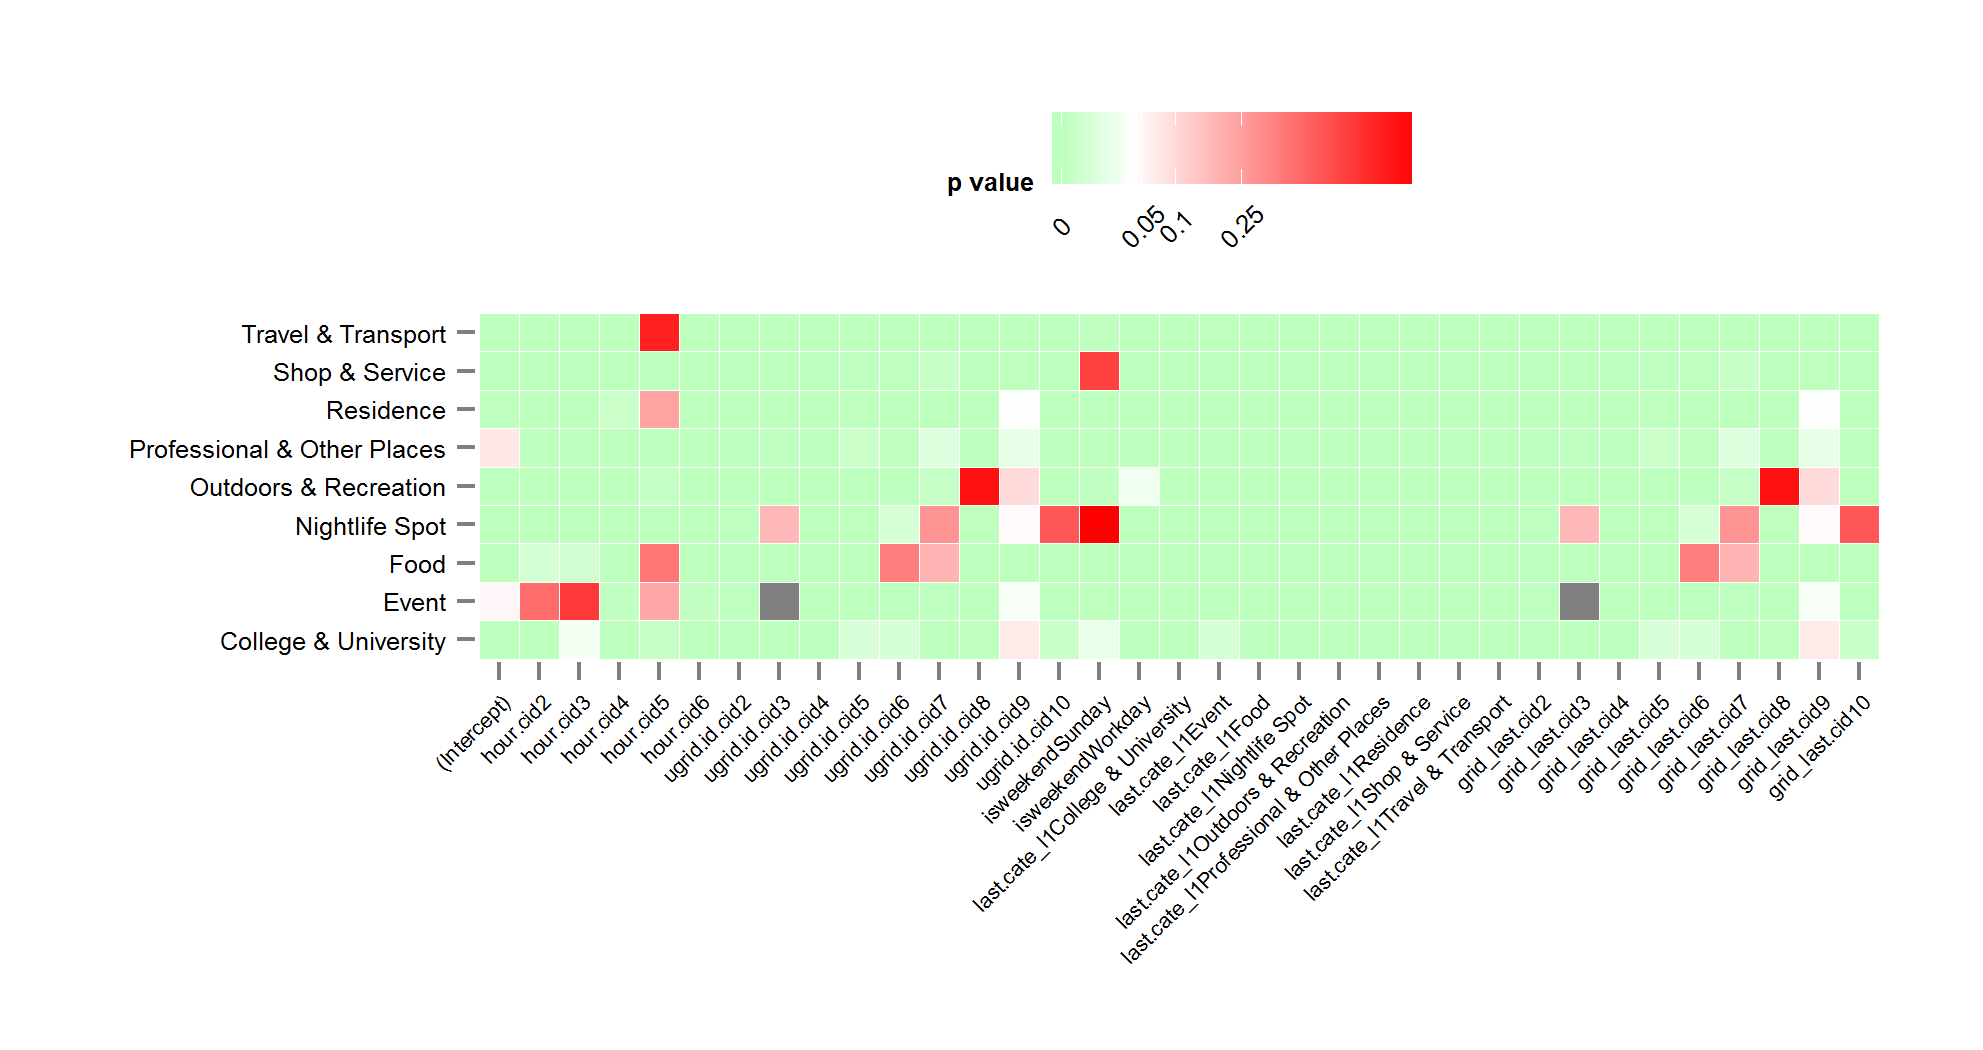 p value
0
0.05
0.1
0.25
Travel & Transport
Shop & Service
Residence
Professional & Other Places
Outdoors & Recreation
Nightlife Spot
Food
Event
College & University
(Intercept)
hour.cid2
hour.cid3
hour.cid4
hour.cid5
hour.cid6
ugrid.id.cid2
ugrid.id.cid3
ugrid.id.cid4
ugrid.id.cid5
ugrid.id.cid6
ugrid.id.cid7
ugrid.id.cid8
ugrid.id.cid9
ugrid.id.cid10
isweekendSunday
isweekendWorkday
last.cate_l1College & University
last.cate_l1Event
last.cate_l1Food
last.cate_l1Nightlife Spot
last.cate_l1Outdoors & Recreation
last.cate_l1Professional & Other Places
last.cate_l1Residence
last.cate_l1Shop & Service
last.cate_l1Travel & Transport
grid_last.cid2
grid_last.cid3
grid_last.cid4
grid_last.cid5
grid_last.cid6
grid_last.cid7
grid_last.cid8
grid_last.cid9
grid_last.cid10